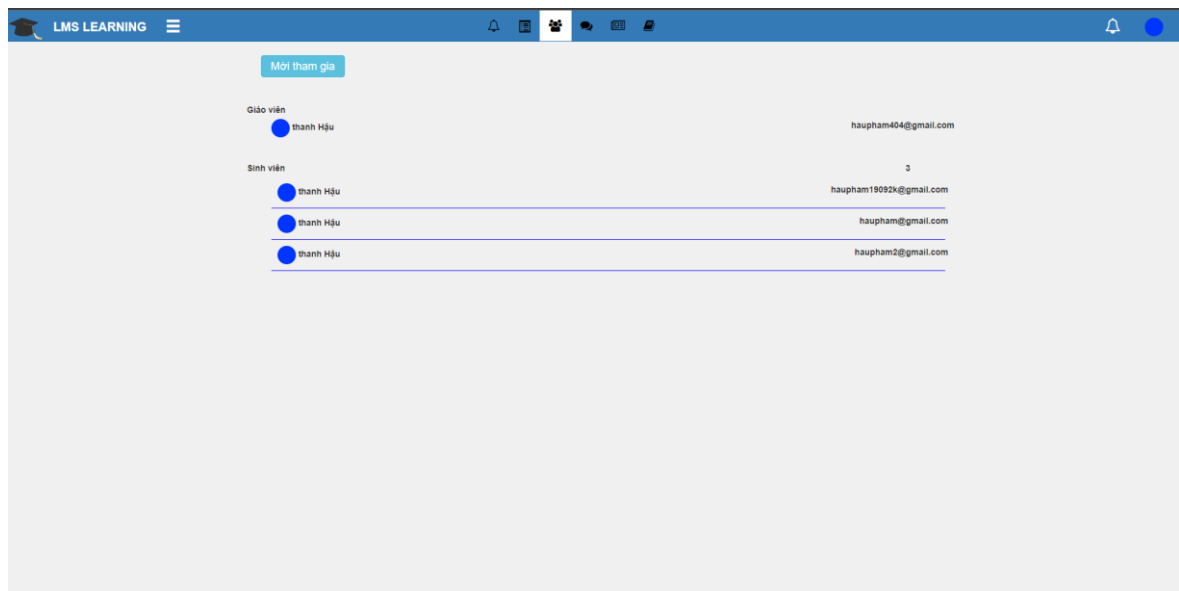 LMS LEARNING
Mời tham gia
Giáo viên
thanh Hậu haupham404@gmail.com
Sinh viên 3
thanh Hậu haupham19092k@gmail.com
thanh Hậu haupham@gmail.com
thanh Hậu haupham2@gmail.com